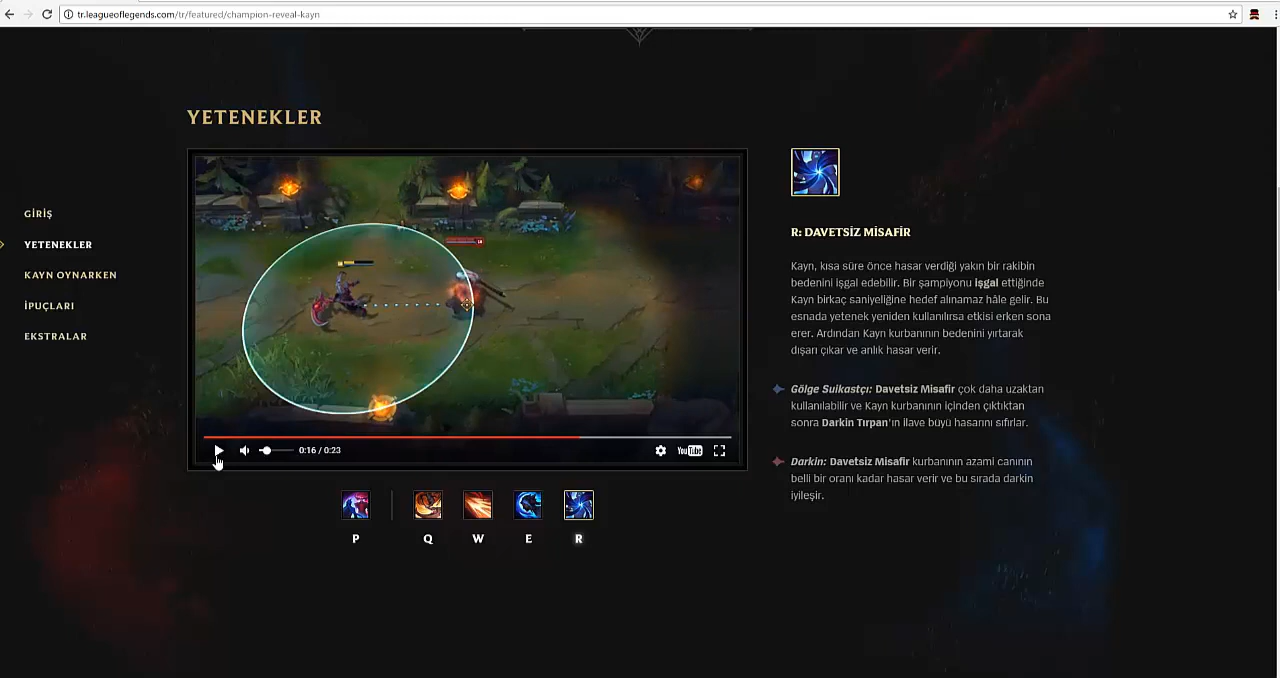 tr.leagueoflegends.com/tr/featured/champion-reveal-kayn
YETENEKLER
GİRİŞ
YETENEKLER
KAYN OYNARKEN
İPUÇLARI
EKSTRALAR
0:16 / 0:23
YouTube
P
Q
W
E
R
R: DAVETSİZ MİSAFİR
Kayn, kısa süre önce hasar verdiği yakın bir rakibin
bedenini işgal edebilir. Bir şampiyonu işgal ettiğinde
Kayn birkaç saniyeliğine hedef alınamaz hâle gelir. Bu
esnada yetenek yeniden kullanılırsa etkisi erken sona
erer. Ardından Kayn kurbanının bedenini yırtarak
dışarı çıkar ve anlık hasar verir.
Gölge Suikastçı: Davetsiz Misafir çok daha uzaktan
kullanılabilir ve Kayn kurbanının içinden çıktıktan
sonra Darkin Tırpan'ın ilave büyü hasarını sıfırlar.
Darkin: Davetsiz Misafir kurbanının azami canının
belli bir oranı kadar hasar verir ve bu sırada darkin
iyileşir.